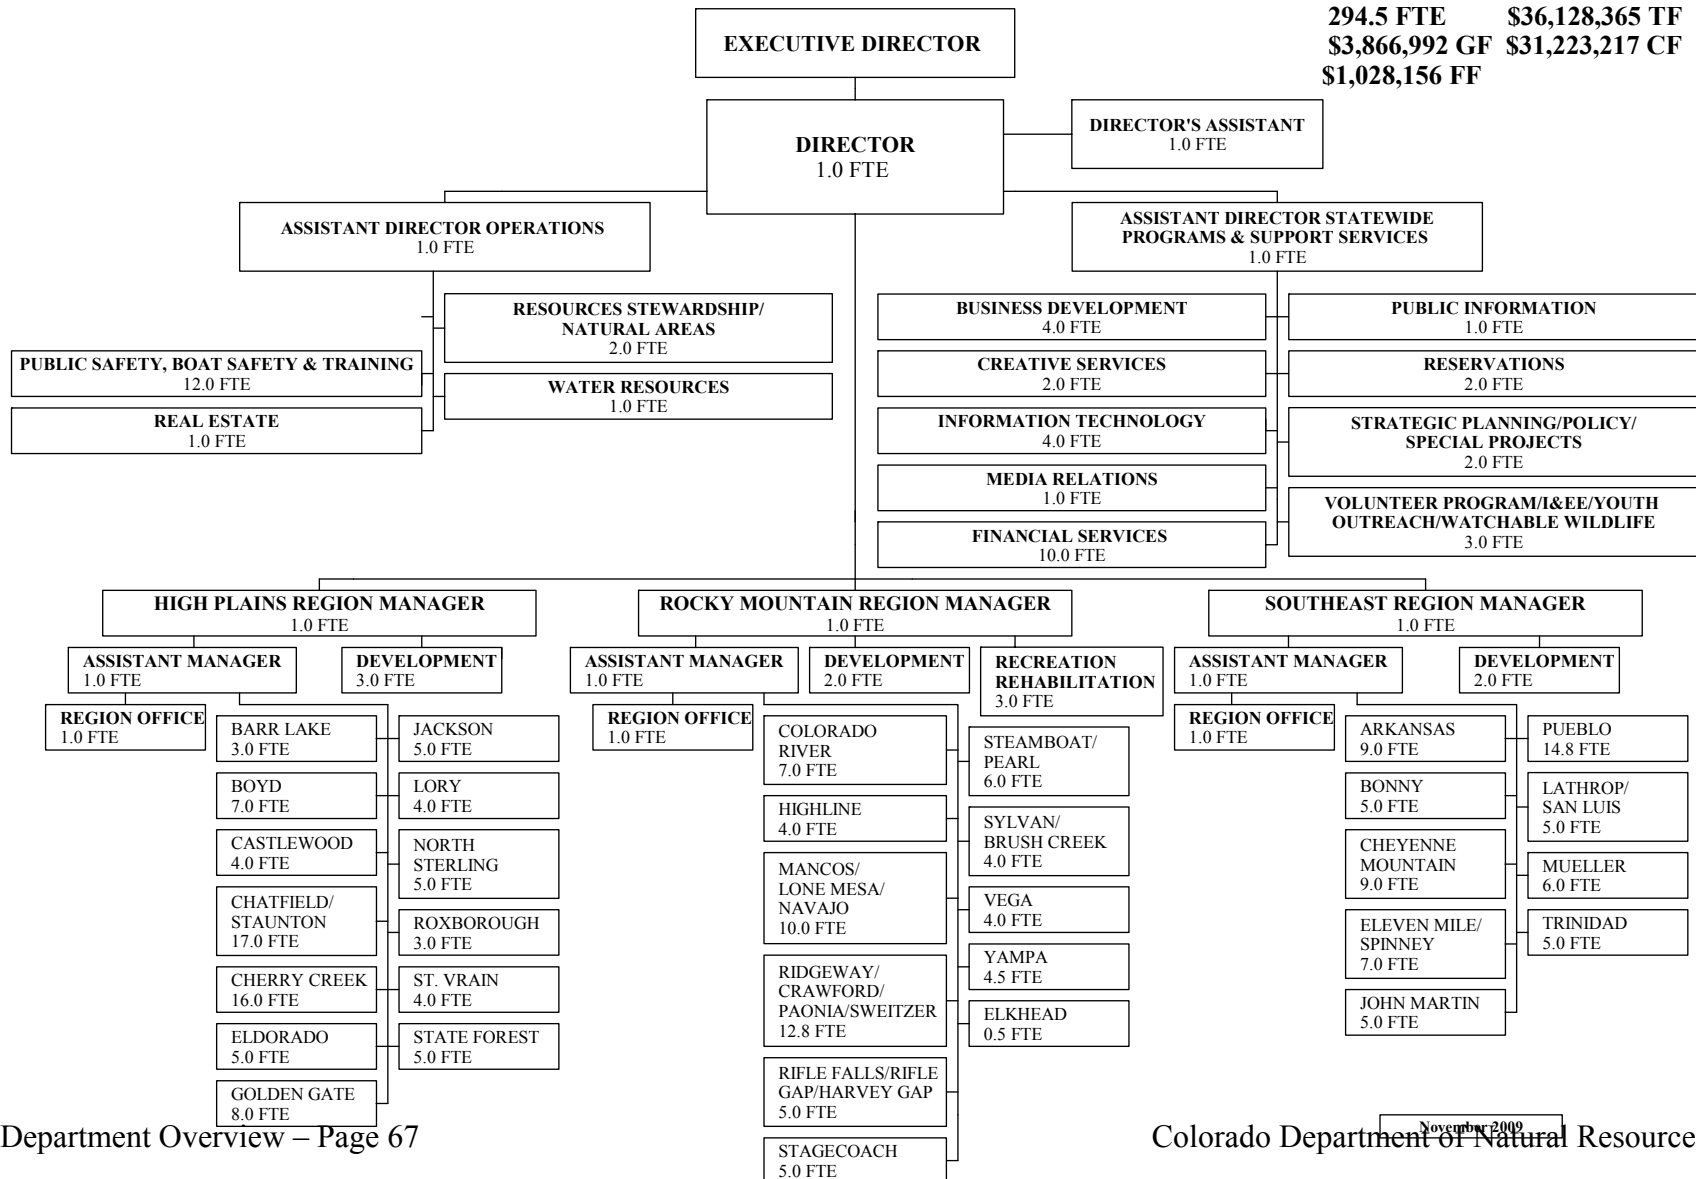 294.5 FTE $36,128,365 TF
$3,866,992 GF $31,223,217 CF
$1,028,156 FF
EXECUTIVE DIRECTOR
DIRECTOR
1.0 FTE
DIRECTOR'S ASSISTANT
1.0 FTE
ASSISTANT DIRECTOR OPERATIONS
1.0 FTE
ASSISTANT DIRECTOR STATEWIDE
PROGRAMS & SUPPORT SERVICES
1.0 FTE
RESOURCES STEWARDSHIP/
NATURAL AREAS
2.0 FTE
PUBLIC SAFETY, BOAT SAFETY & TRAINING
12.0 FTE
WATER RESOURCES
1.0 FTE
REAL ESTATE
1.0 FTE
BUSINESS DEVELOPMENT
4.0 FTE
PUBLIC INFORMATION
1.0 FTE
CREATIVE SERVICES
2.0 FTE
RESERVATIONS
2.0 FTE
INFORMATION TECHNOLOGY
4.0 FTE
STRATEGIC PLANNING/POLICY/
SPECIAL PROJECTS
2.0 FTE
MEDIA RELATIONS
1.0 FTE
VOLUNTEER PROGRAM/I&EE/YOUTH
OUTREACH/WATCHABLE WILDLIFE
3.0 FTE
FINANCIAL SERVICES
10.0 FTE
HIGH PLAINS REGION MANAGER
1.0 FTE
ASSISTANT MANAGER
1.0 FTE
DEVELOPMENT
3.0 FTE
REGION OFFICE
1.0 FTE
BARR LAKE
3.0 FTE
JACKSON
5.0 FTE
BOYD
7.0 FTE
LORY
4.0 FTE
CASTLEWOOD
4.0 FTE
NORTH
STERLING
5.0 FTE
CHATFIELD/
STAUNTON
17.0 FTE
ROXBOROUGH
3.0 FTE
CHERRY CREEK
16.0 FTE
ST. VRAIN
4.0 FTE
ELDORADO
5.0 FTE
STATE FOREST
5.0 FTE
GOLDEN GATE
8.0 FTE
ROCKY MOUNTAIN REGION MANAGER
1.0 FTE
ASSISTANT MANAGER
1.0 FTE
DEVELOPMENT
2.0 FTE
RECREATION
REHABILITATION
3.0 FTE
REGION OFFICE
1.0 FTE
COLORADO
RIVER
7.0 FTE
STEAMBOAT/
PEARL
6.0 FTE
HIGHLINE
4.0 FTE
SYLVAN/
BRUSH CREEK
4.0 FTE
MANCOS/
LONE MESA/
NAVAJO
10.0 FTE
VEGA
4.0 FTE
YAMPA
4.5 FTE
RIDGEWAY/
CRAWFORD/
PAONIA/SWEITZER
12.8 FTE
ELKHEAD
0.5 FTE
RIFLE FALLS/RIFLE
GAP/HARVEY GAP
5.0 FTE
STAGECOACH
5.0 FTE
SOUTHEAST REGION MANAGER
1.0 FTE
ASSISTANT MANAGER
1.0 FTE
DEVELOPMENT
2.0 FTE
REGION OFFICE
1.0 FTE
ARKANSAS
9.0 FTE
PUEBLO
14.8 FTE
BONNY
5.0 FTE
LATHROP/
SAN LUIS
5.0 FTE
CHEYENNE
MOUNTAIN
9.0 FTE
MUELLER
6.0 FTE
ELEVEN MILE/
SPINNEY
7.0 FTE
TRINIDAD
5.0 FTE
JOHN MARTIN
5.0 FTE
November 2009
Department Overview – Page 67
Colorado Department of Natural Resource